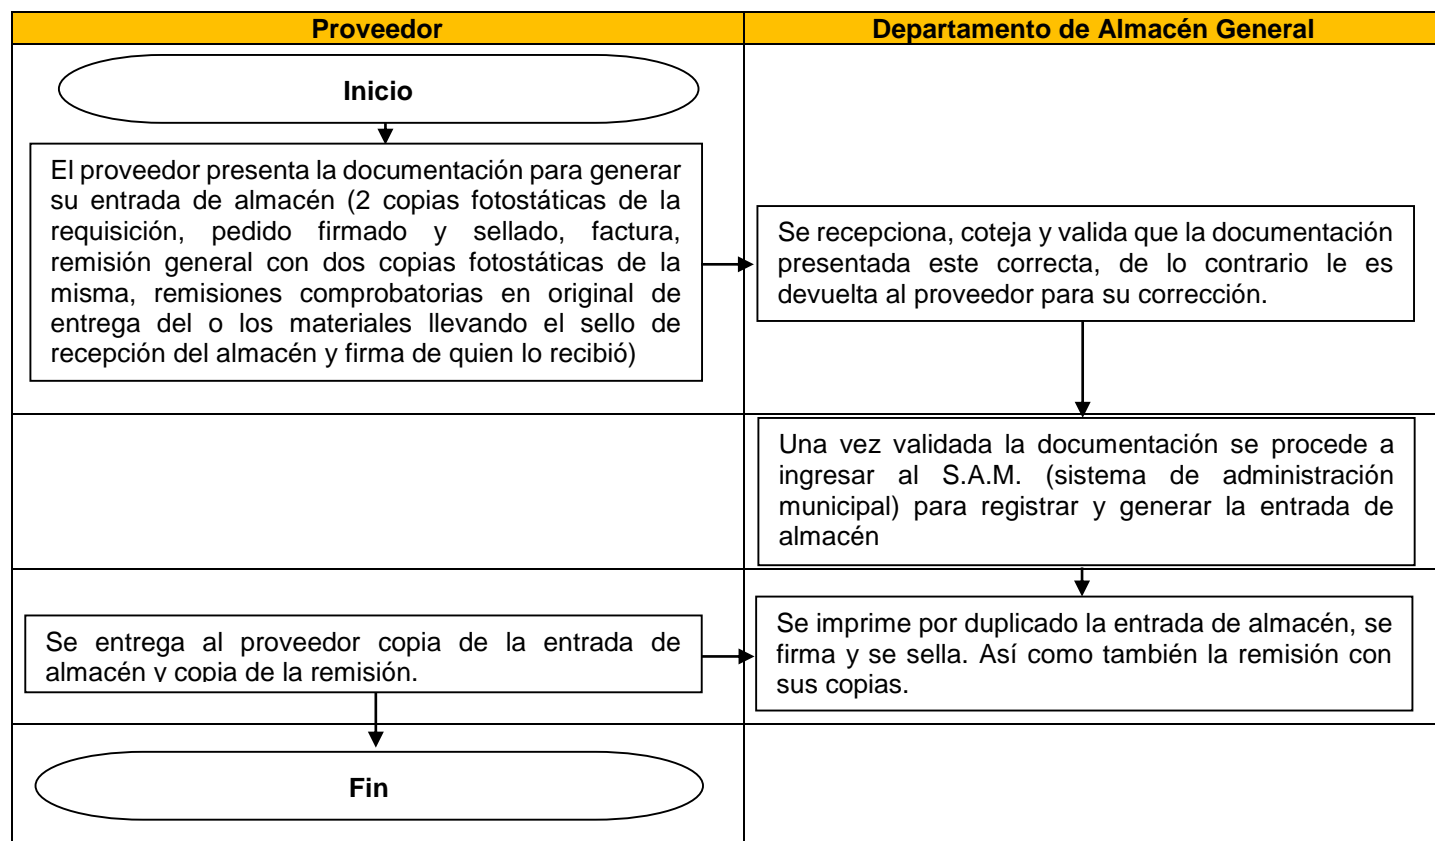 Proveedor
Departamento de Almacén General
Inicio
El proveedor presenta la documentación para generar
su entrada de almacén (2 copias fotostáticas de la
requisición, pedido firmado y sellado, factura,
remisión general con dos copias fotostáticas de la
misma, remisiones comprobatorias en original de
entrega del o los materiales llevando el sello de
recepción del almacén y firma de quien lo recibió)
Se recepciona, coteja y valida que la documentación
presentada este correcta, de lo contrario le es
devuelta al proveedor para su corrección.
Una vez validada la documentación se procede a
ingresar al S.A.M. (sistema de administración
municipal) para registrar y generar la entrada de
almacén
Se entrega al proveedor copia de la entrada de
almacén y copia de la remisión.
Se imprime por duplicado la entrada de almacén, se
firma y se sella. Así como también la remisión con
sus copias.
Fin